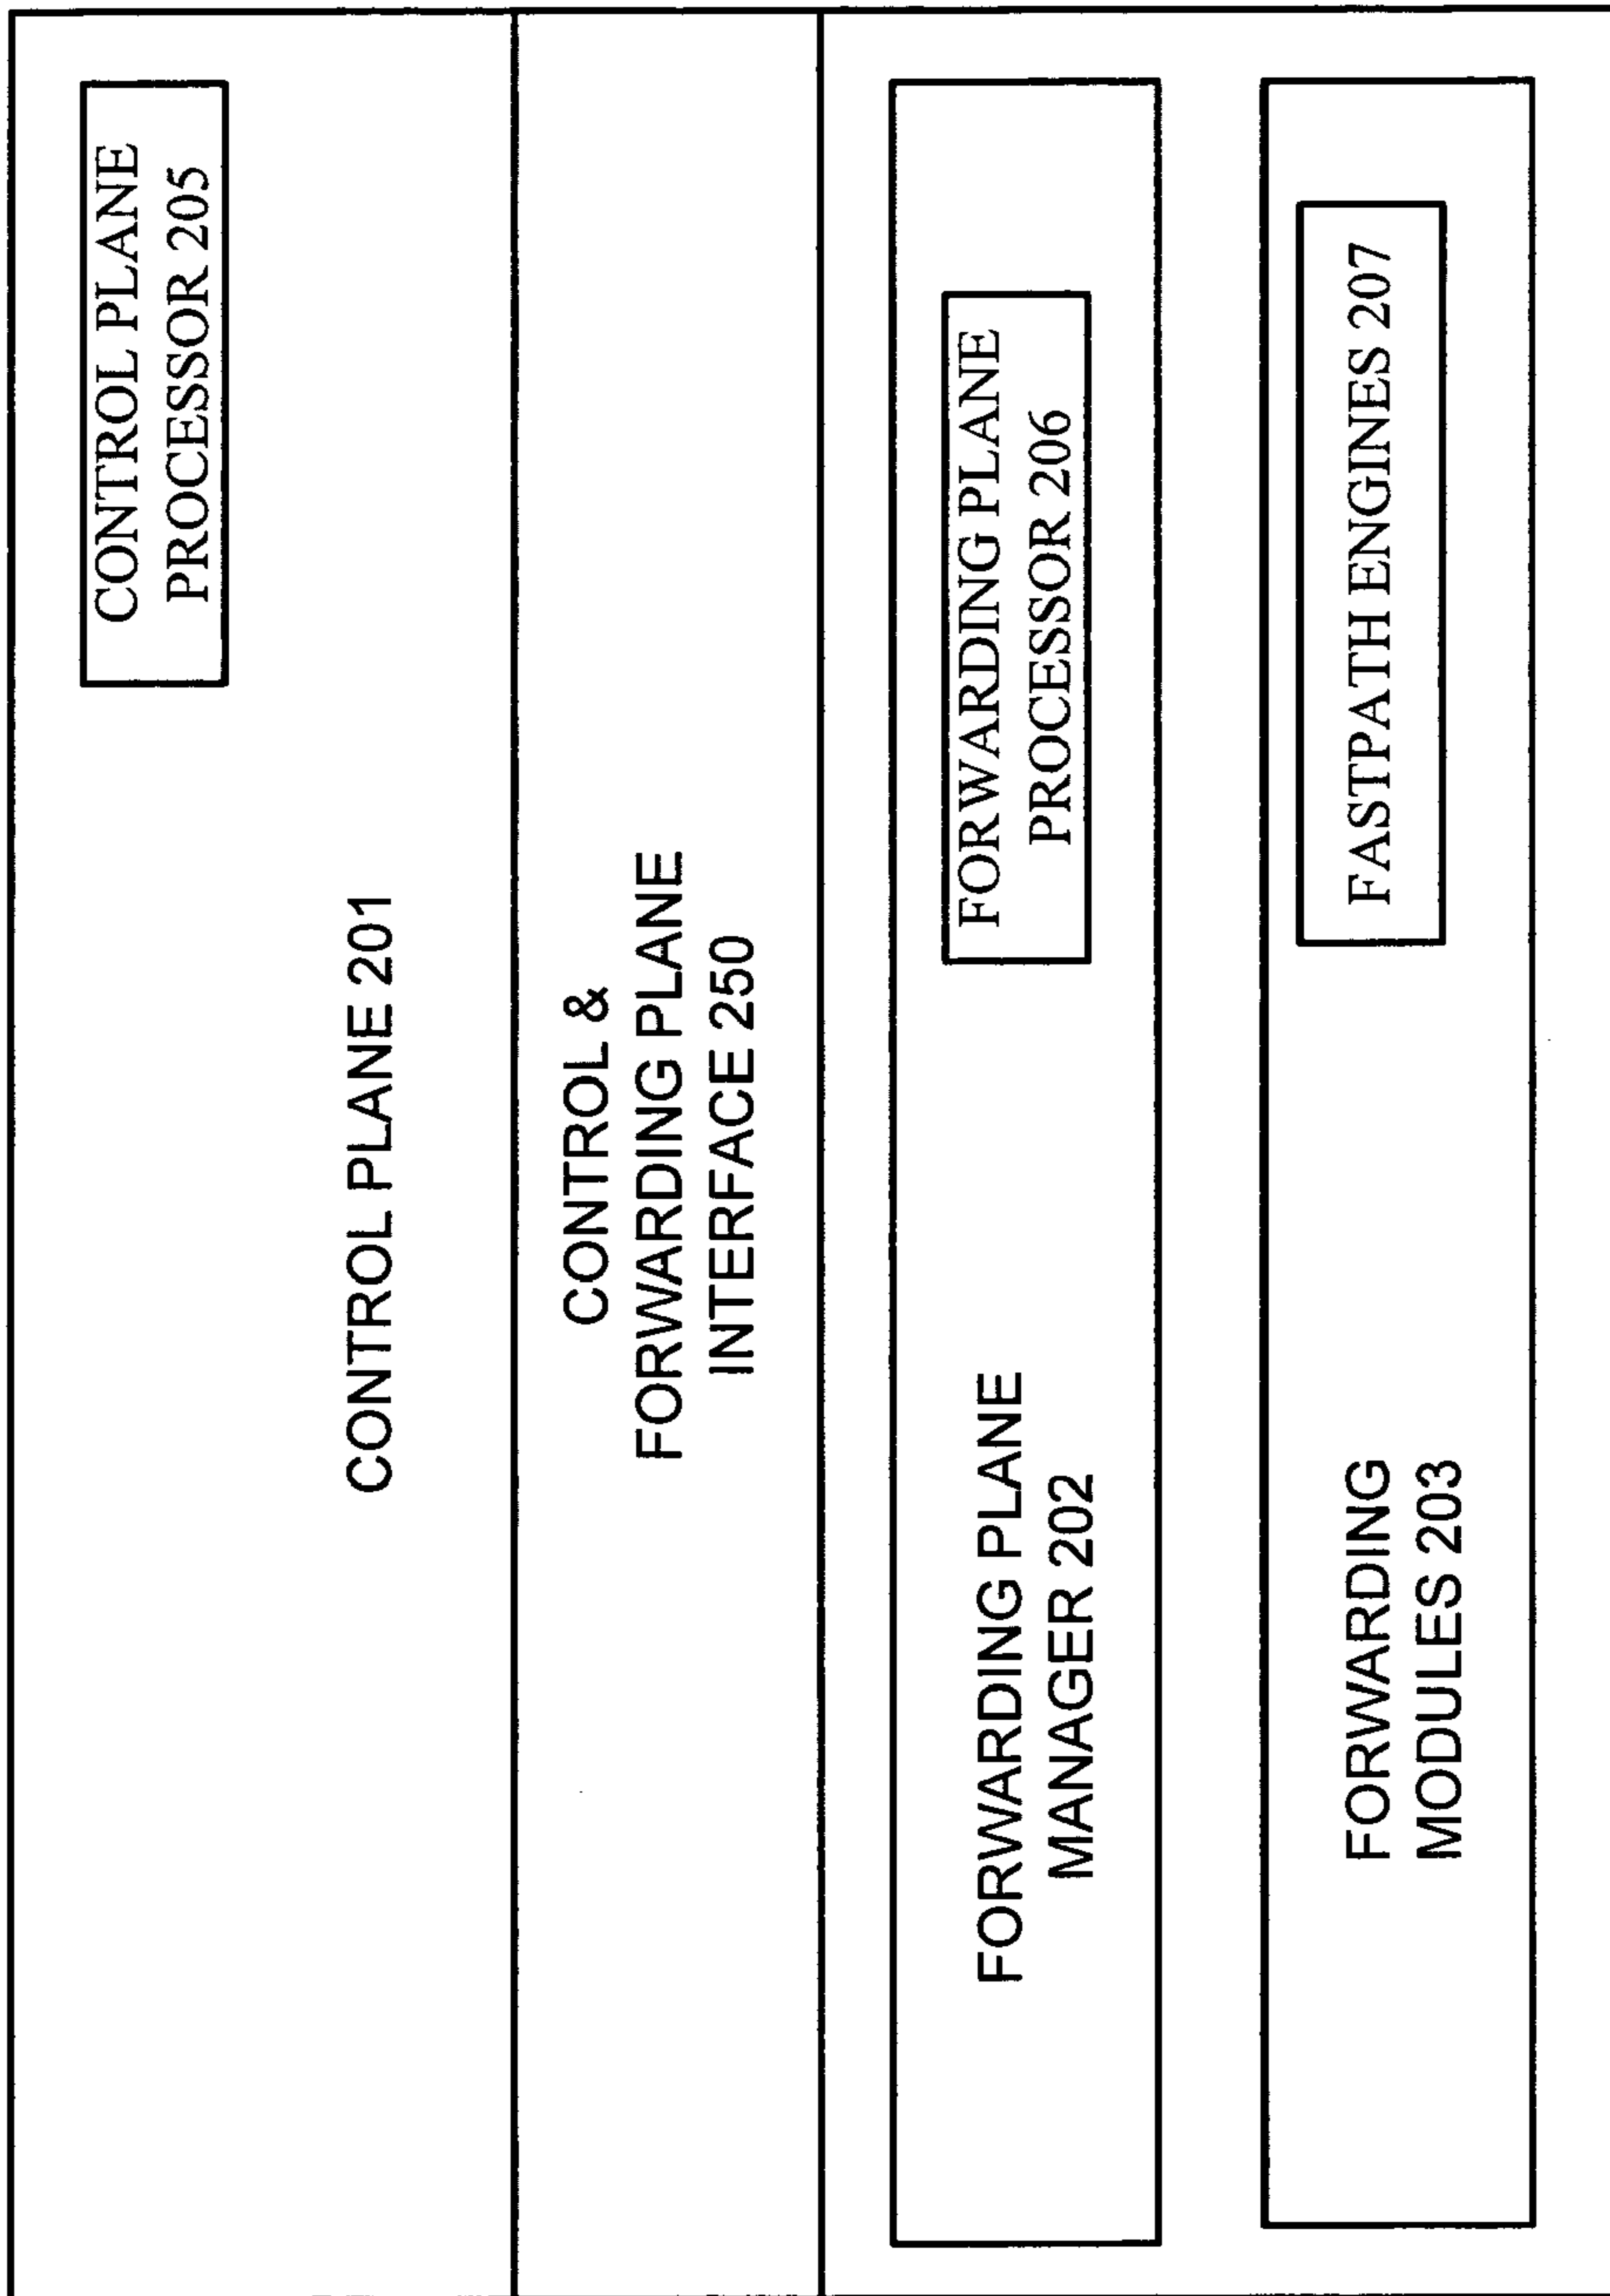 CONTROL PLANE
PROCESSOR 205
CONTROL PLANE 201
CONTROL &
FORWARDING PLANE
INTERFACE 250
FORWARDING PLANE
MANAGER 202
FORWARDING PLANE
PROCESSOR 206
FORWARDING
MODULES 203
FASTPATH ENGINES 207